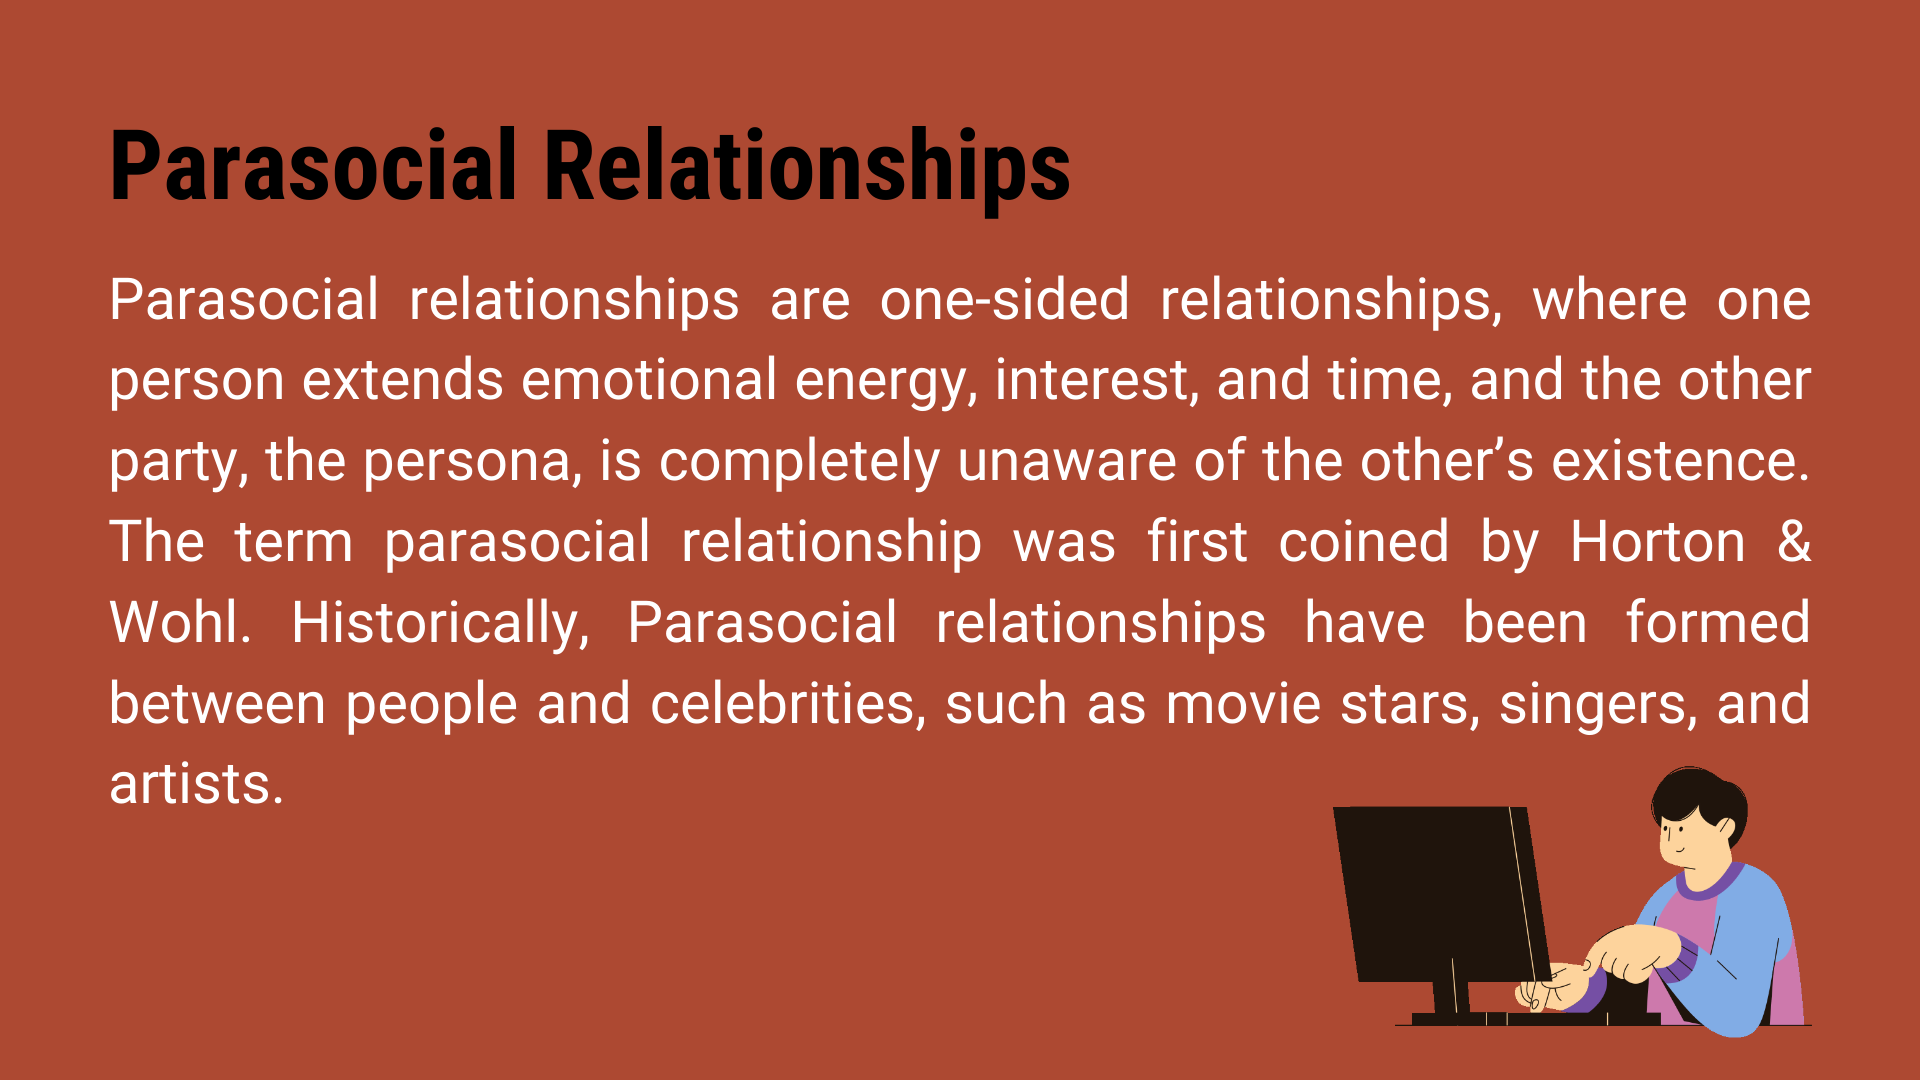 Parasocial Relationships
Parasocial relationships are one-sided relationships, where one
person extends emotional energy, interest, and time, and the other
party, the persona, is completely unaware of the other’s existence.
The term parasocial relationship was first coined by Horton &
Wohl. Historically, Parasocial relationships have been formed
between people and celebrities, such as movie stars, singers, and
artists.